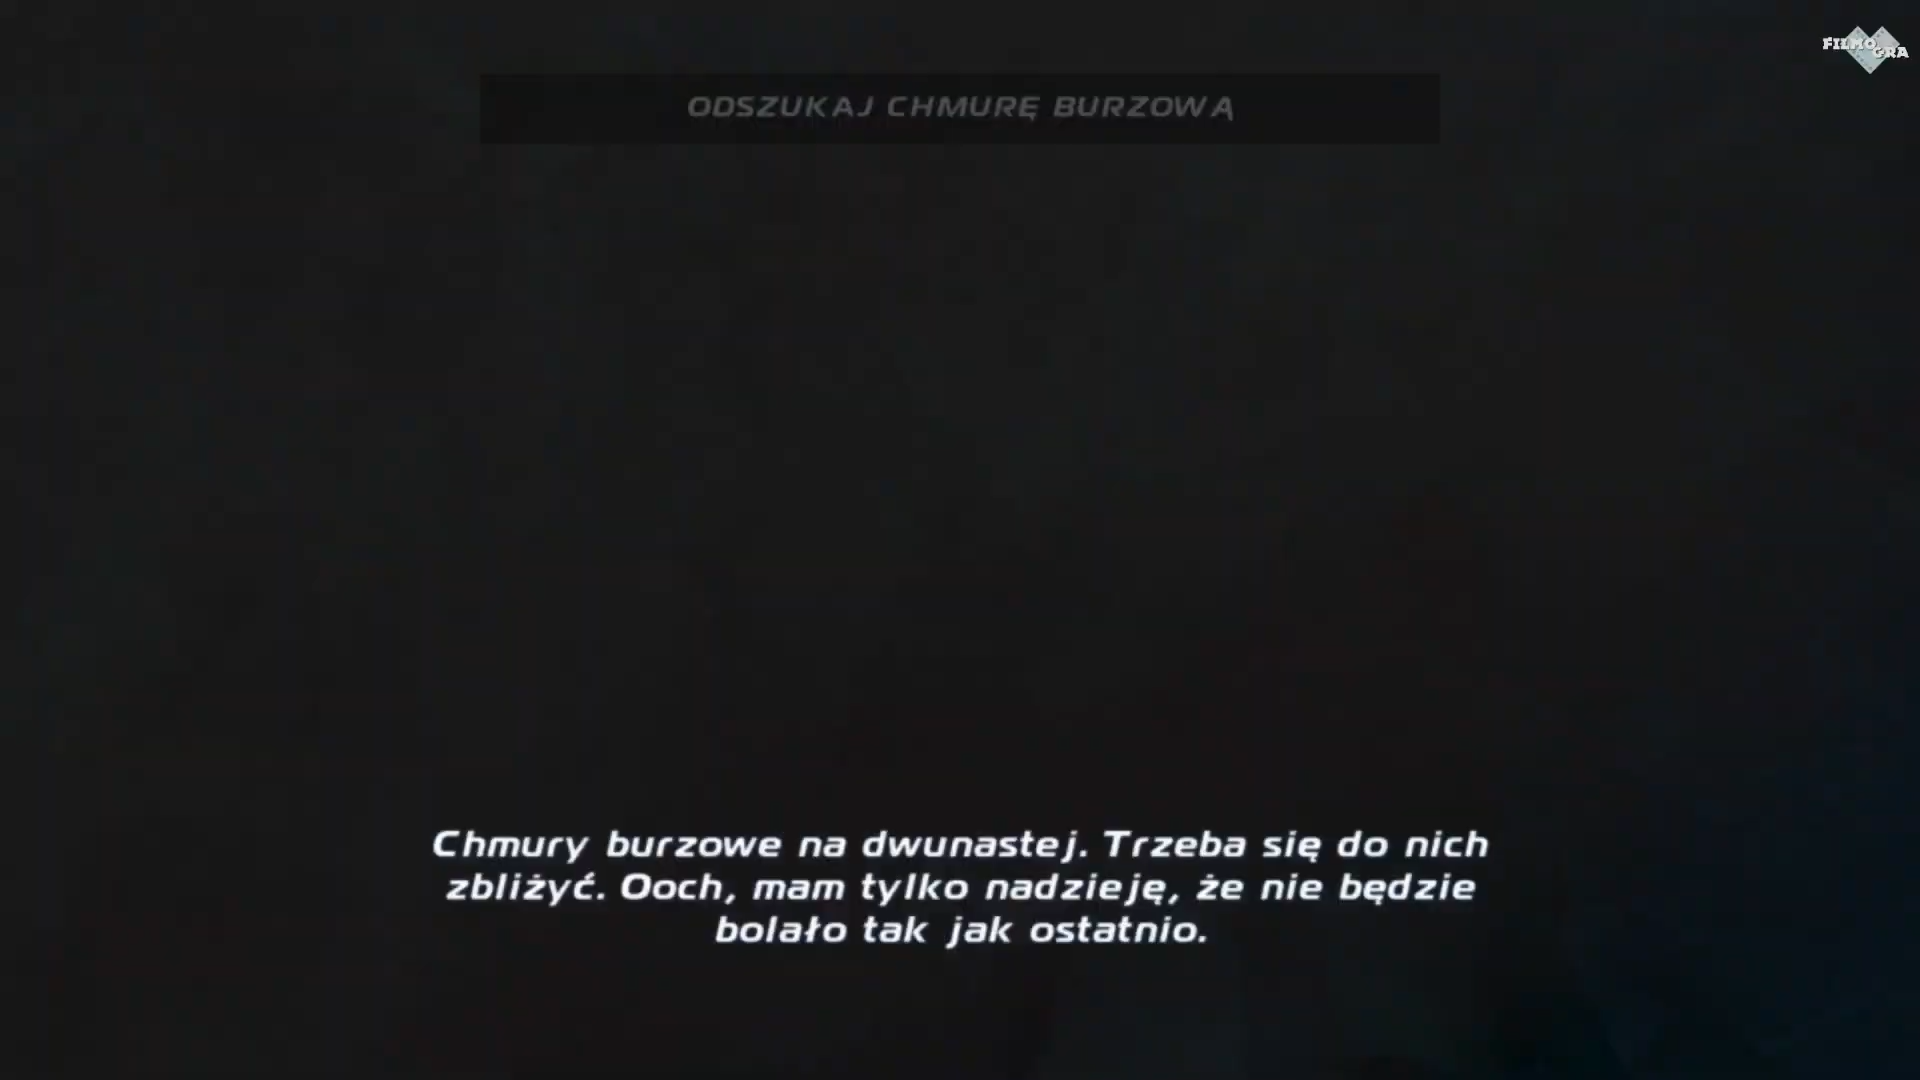 FILMOGRA
ODSZUKAJ CHMURĘ BURZOWĄ
Chmury burzowe na dwunastej. Trzeba się do nich
zbliżyć. Ooch, mam tylko nadzieję, że nie będzie
bolało tak jak ostatnio.